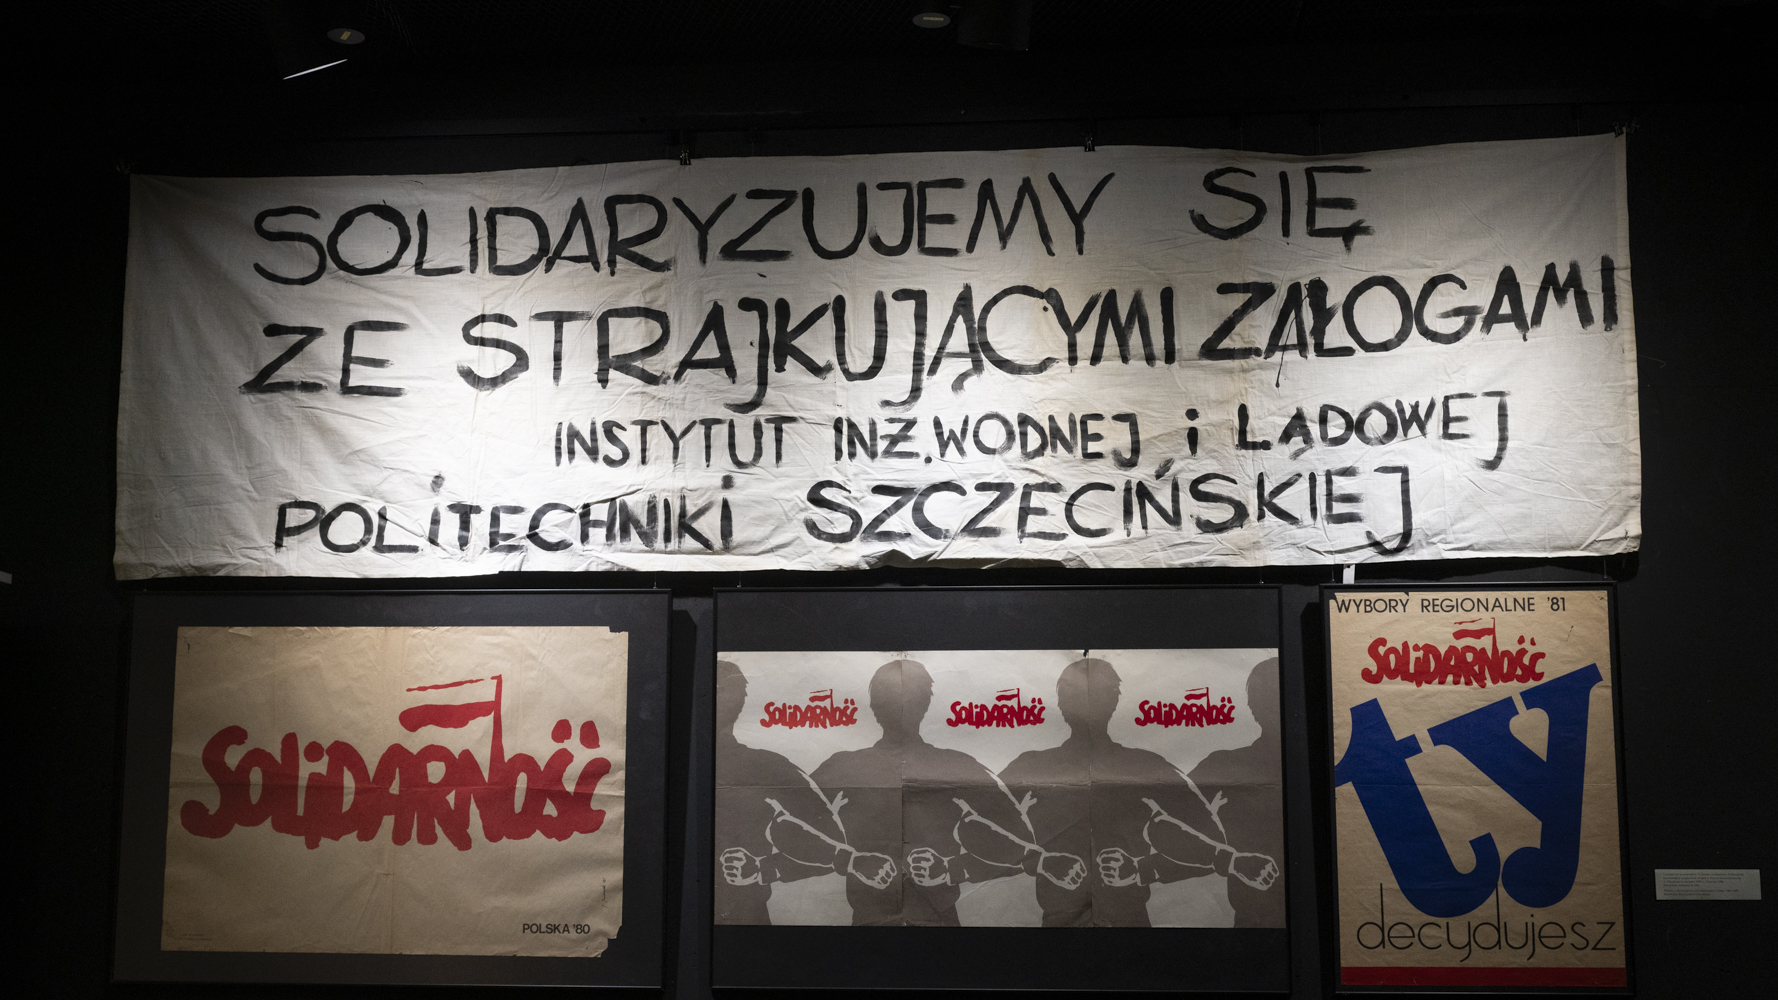 SOLIDARYZUJEMY SIĘ
ZE STRAJKUJĄCYMI ZAŁOGAMI
INSTYTUT INŻ. WODNEJ i LĄDOWEJ
POLiTECHNIKi SZCZECIŃSKIEJ
SOLiDARNOŚĆ
POLSKA '80
SOLiDARNOŚĆ
SOLiDARNOŚĆ
SOLiDARNOŚĆ
WYBORY REGIONALNE '81
SOLiDARNOŚĆ
ty
decydujesz